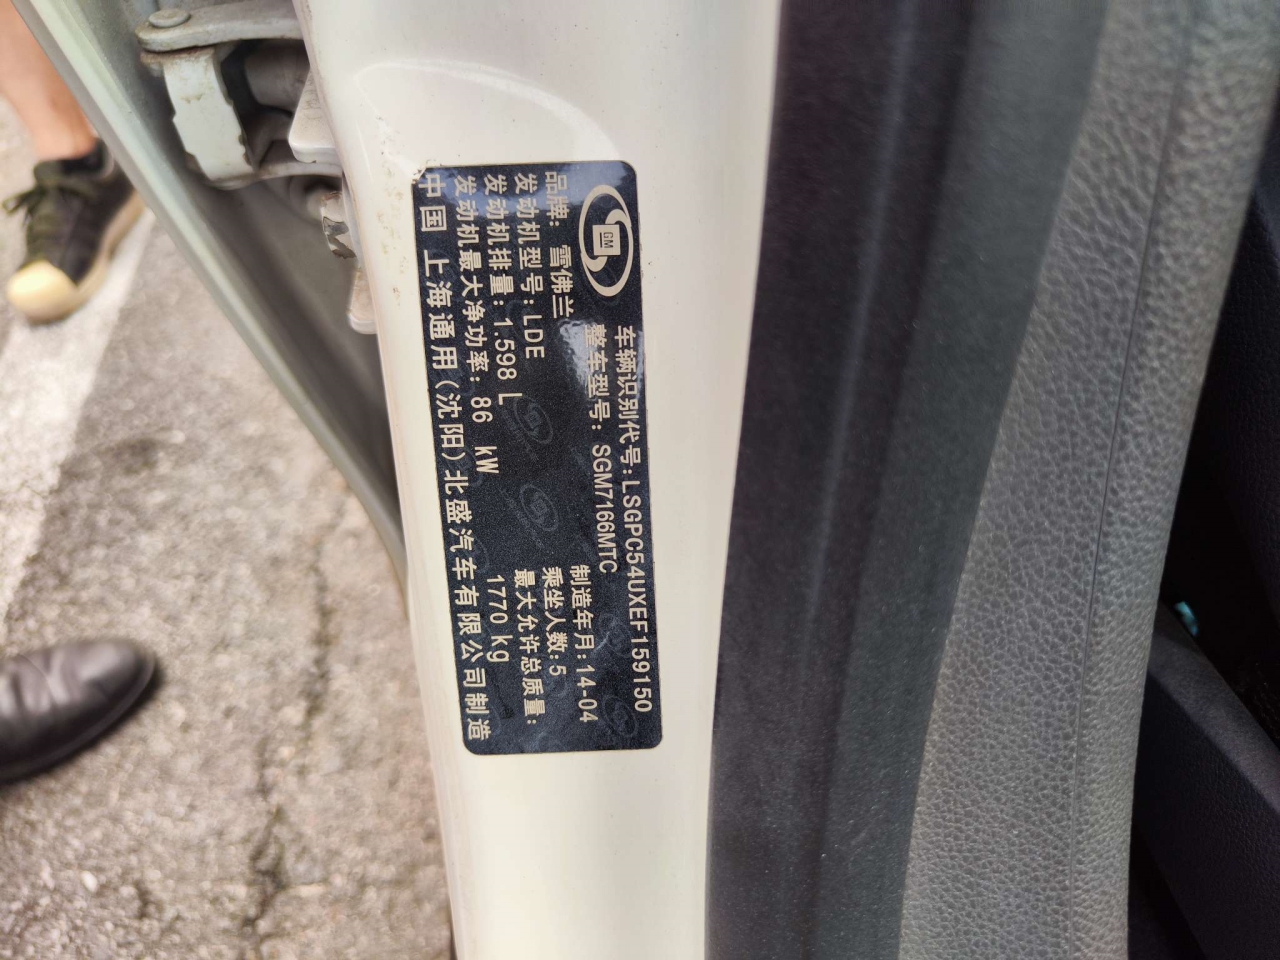 GM
车辆识别代号:LSGPC54UXEF159150
整车型号: SGM7166MTC
品牌: 雪佛兰
制造年月:14-04
发动机型号:LDE
乘坐人数:5
发动机排量: 1.598 L
最大允许总质量:
1770 kg
发动机最大净功率: 86 kW
中国 上海通用(沈阳)北盛汽车有限公司制造